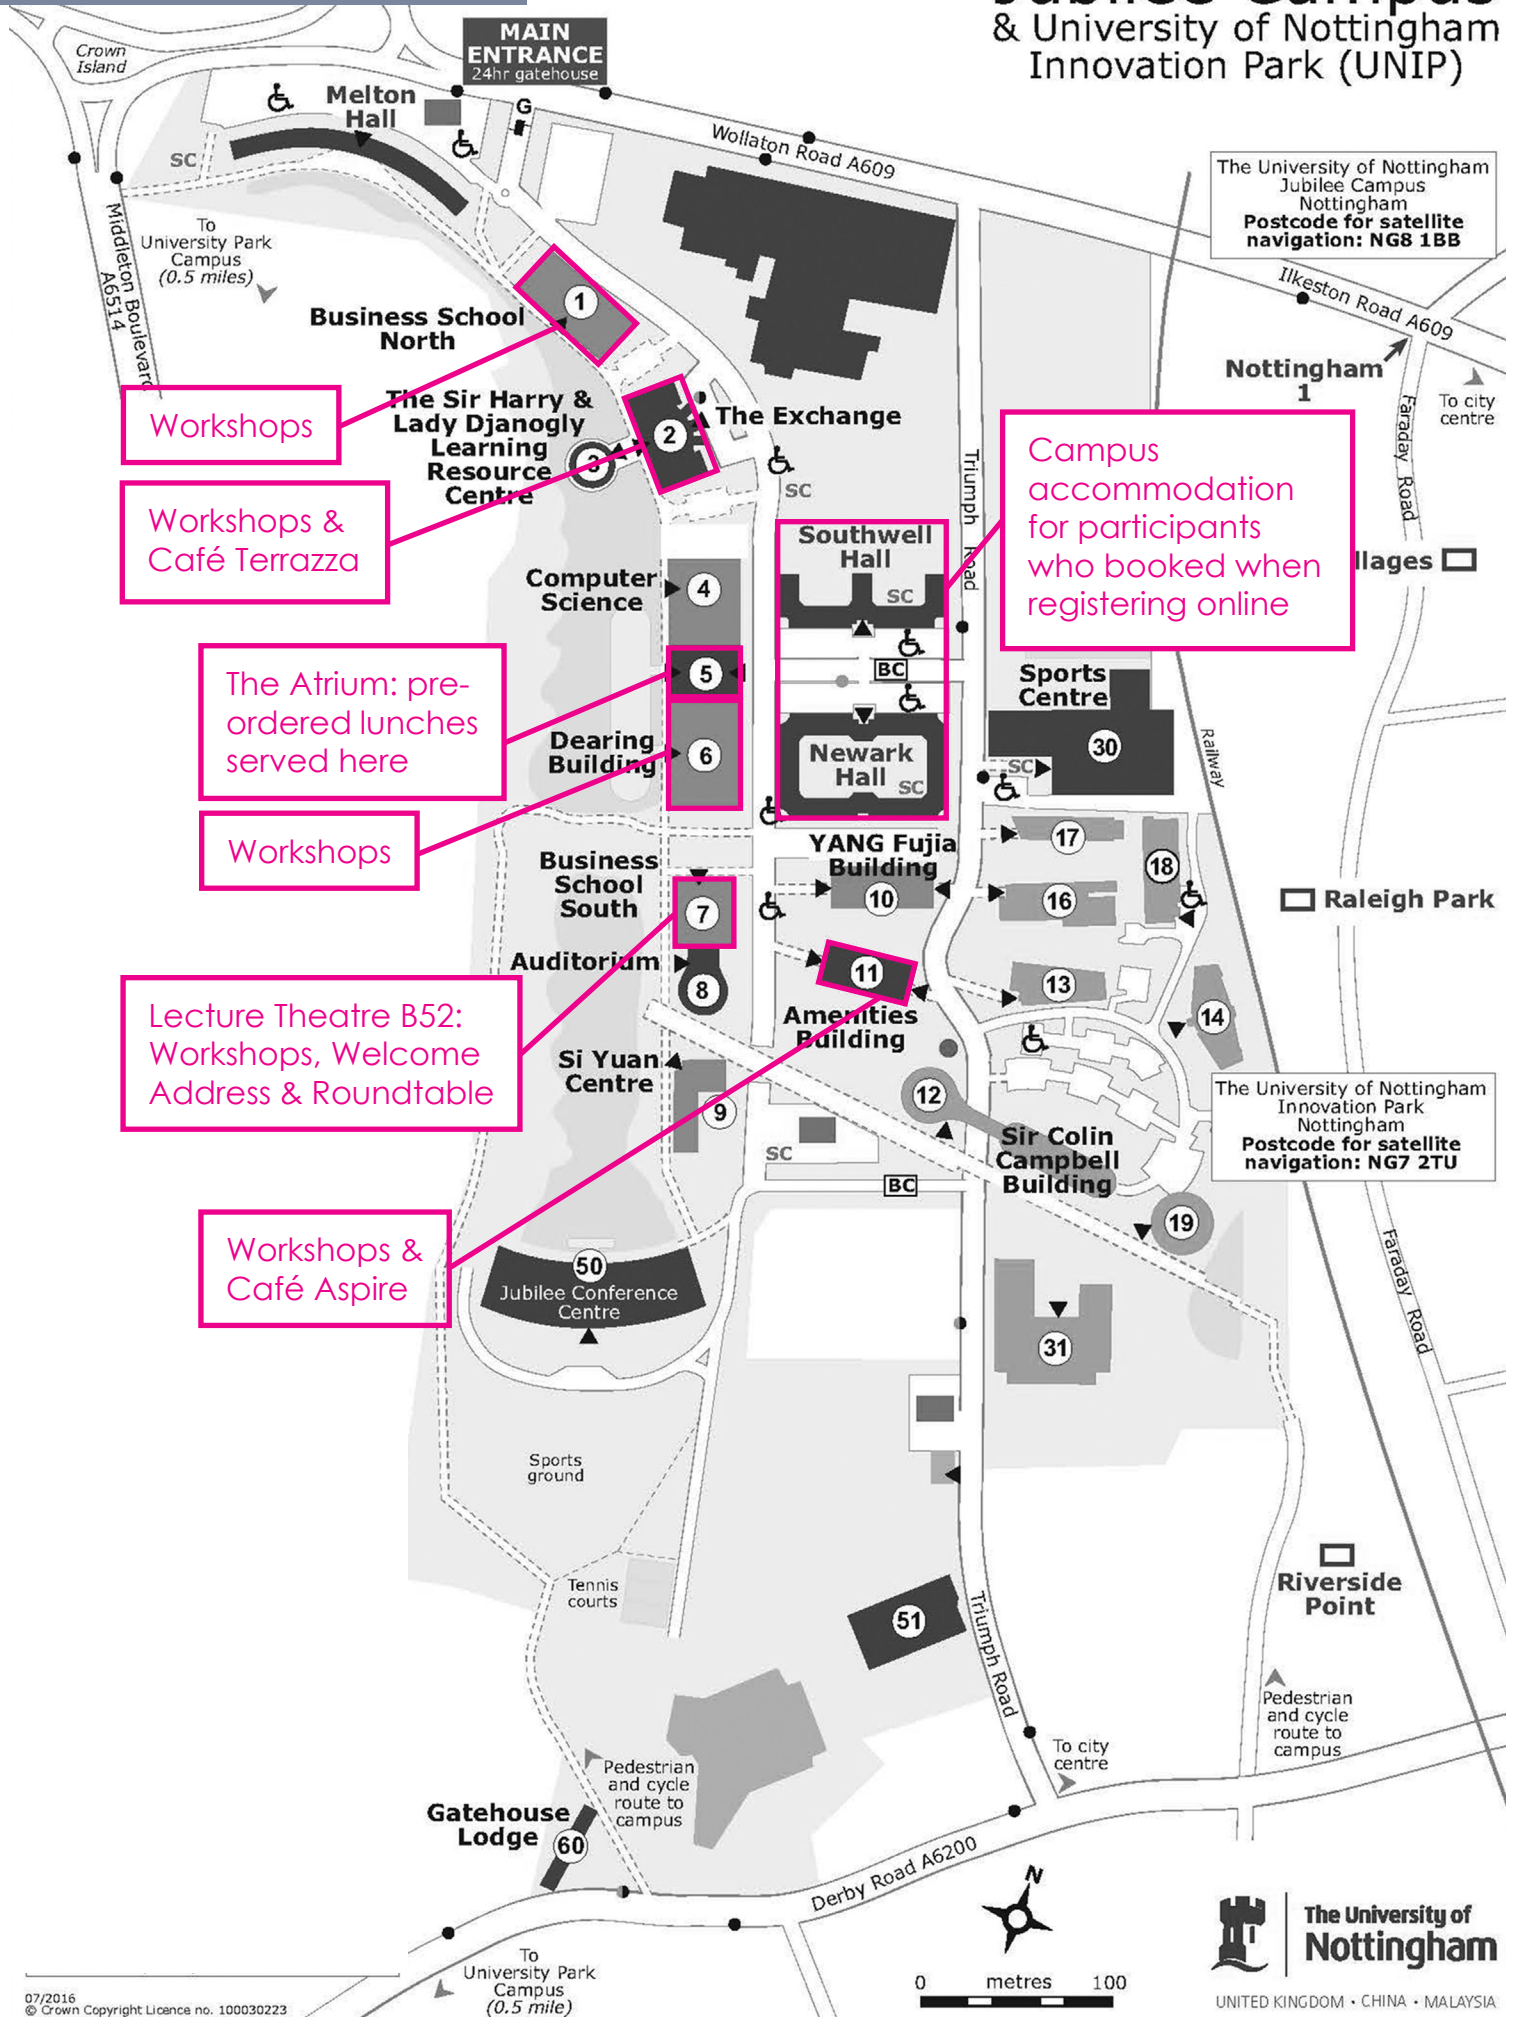 Jubilee Campus
& University of Nottingham
Innovation Park (UNIP)
Crown
Island
MAIN
ENTRANCE
24hr gatehouse
Melton
Hall
G
SC
Wollaton Road A609
The University of Nottingham
Jubilee Campus
Nottingham
Postcode for satellite
navigation: NG8 1BB
Middleton Boulevard
A6514
To
University Park
Campus
(0.5 miles)
Ilkeston Road A609
1
Business School
North
Nottingham
1
To city
centre
Faraday Road
Workshops
The Sir Harry &
Lady Djanogly
Learning
Resource
Centre
2
3
The Exchange
SC
Triumph Road
Campus
accommodation
for participants
who booked when
registering online
Workshops &
Café Terrazza
Southwell
Hall
SC
llages
Computer
Science
4
BC
The Atrium: pre-
ordered lunches
served here
5
Sports
Centre
30
SC
Railway
Dearing
Building
6
Newark
Hall
SC
Workshops
17
18
YANG Fujia
Building
10
16
Business
School
South
7
Raleigh Park
Auditorium
8
11
Amenities
Building
13
14
Lecture Theatre B52:
Workshops, Welcome
Address & Roundtable
Si Yuan
Centre
9
12
The University of Nottingham
Innovation Park
Nottingham
Postcode for satellite
navigation: NG7 2TU
Sir Colin
Campbell
Building
SC
BC
19
Workshops &
Café Aspire
50
Jubilee Conference
Centre
Faraday Road
31
Sports
ground
Tennis
courts
51
Triumph Road
Riverside
Point
Pedestrian
and cycle
route to
campus
To city
centre
Pedestrian
and cycle
route to
campus
Gatehouse
Lodge
60
Derby Road A6200
N
The University of
Nottingham
To
University Park
Campus
(0.5 mile)
0 metres 100
UNITED KINGDOM • CHINA • MALAYSIA
07/2016
© Crown Copyright Licence no. 100030223